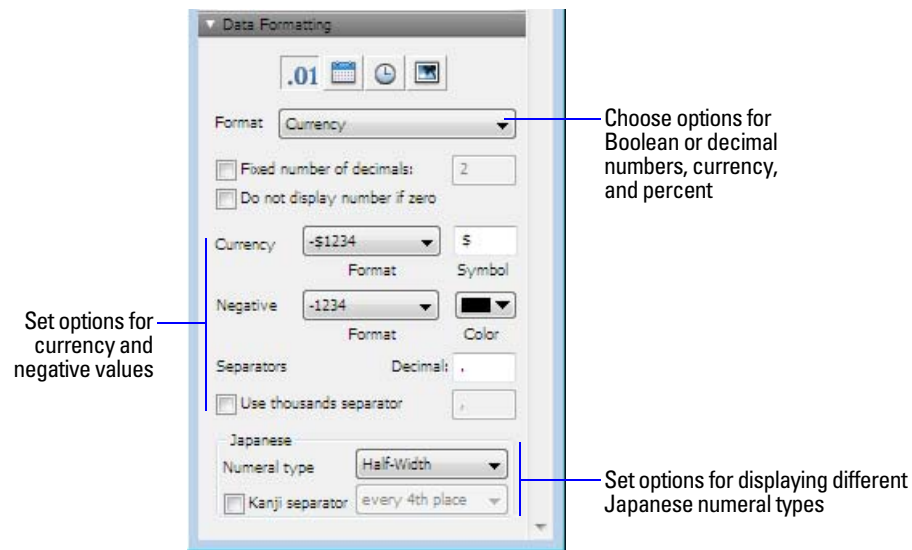 Data Formatting
.01
Format Currency
Fixed number of decimals: 2
Do not display number if zero
Currency -$1234 $
Format Symbol
Negative -1234
Format Color
Separators Decimal: .
Use thousands separator ,
Japanese
Numeral type Half-Width
Kanji separator every 4th place
Choose options for
Boolean or decimal
numbers, currency,
and percent
Set options for
currency and
negative values
Set options for displaying different
Japanese numeral types